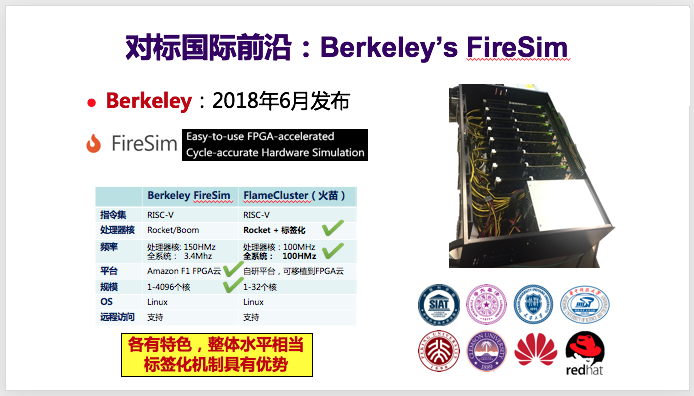 对标国际前沿：Berkeley's FireSim
● Berkeley：2018年6月发布
FireSim
Easy-to-use FPGA-accelerated
Cycle-accurate Hardware Simulation
Berkeley FireSim FlameCluster（火苗）
指令集 RISC-V RISC-V
处理器核 Rocket/Boom Rocket + 标签化
频率 处理器核: 150HMz 处理器核：100MHz
全系统： 3.4Mhz 全系统： 100HMz
平台 Amazon F1 FPGA云 自研平台，可移植到FPGA云
规模 1-4096个核 1-32个核
OS Linux Linux
远程访问 支持 支持
各有特色，整体水平相当
标签化机制具有优势
SIAT
HUAWEI
redhat